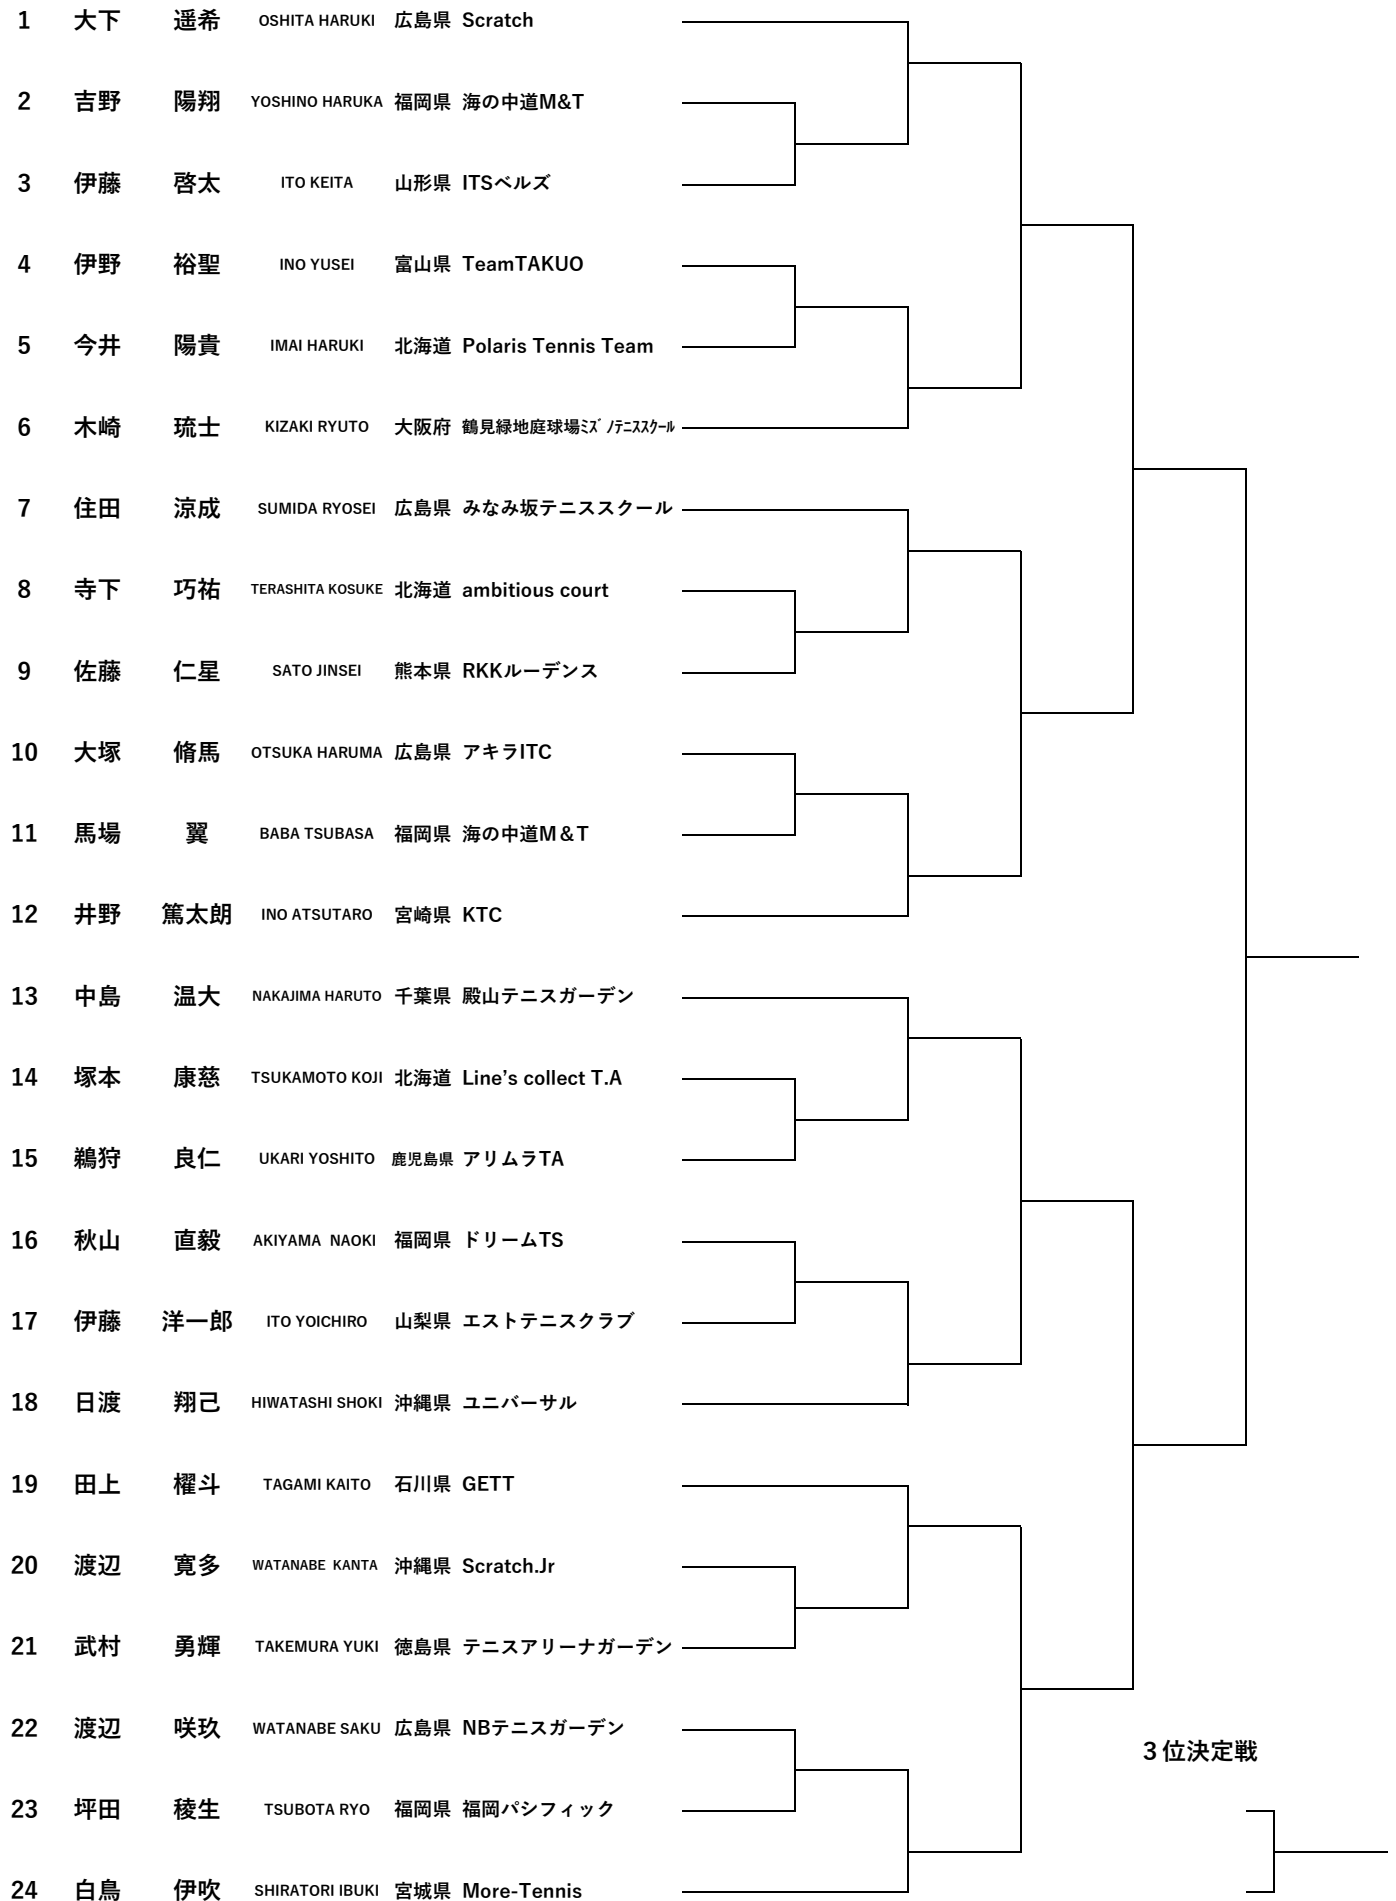 1 大下 遥希 OSHITA HARUKI 広島県 Scratch
2 吉野 陽翔 YOSHINO HARUKA 福岡県 海の中道M&T
3 伊藤 啓太 ITO KEITA 山形県 ITSベルズ
4 伊野 裕聖 INO YUSEI 富山県 TeamTAKUO
5 今井 陽貴 IMAI HARUKI 北海道 Polaris Tennis Team
6 木崎 琉士 KIZAKI RYUTO 大阪府 鶴見緑地庭球場ﾐｽﾞﾉﾃﾆｽｽｸｰﾙ
7 住田 涼成 SUMIDA RYOSEI 広島県 みなみ坂テニススクール
8 寺下 巧祐 TERASHITA KOSUKE 北海道 ambitious court
9 佐藤 仁星 SATO JINSEI 熊本県 RKKルーデンス
10 大塚 脩馬 OTSUKA HARUMA 広島県 アキラITC
11 馬場 翼 BABA TSUBASA 福岡県 海の中道M＆T
12 井野 篤太朗 INO ATSUTARO 宮崎県 KTC
13 中島 温大 NAKAJIMA HARUTO 千葉県 殿山テニスガーデン
14 塚本 康慈 TSUKAMOTO KOJI 北海道 Line’s collect T.A
15 鵜狩 良仁 UKARI YOSHITO 鹿児島県 アリムラTA
16 秋山 直毅 AKIYAMA  NAOKI 福岡県 ドリームTS
17 伊藤 洋一郎 ITO YOICHIRO 山梨県 エストテニスクラブ
18 日渡 翔己 HIWATASHI SHOKI 沖縄県 ユニバーサル
19 田上 櫂斗 TAGAMI KAITO 石川県 GETT
20 渡辺 寛多 WATANABE  KANTA 沖縄県 Scratch.Jr
21 武村 勇輝 TAKEMURA YUKI 徳島県 テニスアリーナガーデン
22 渡辺 咲玖 WATANABE SAKU 広島県 NBテニスガーデン
３位決定戦
23 坪田 稜生 TSUBOTA RYO 福岡県 福岡パシフィック
24 白鳥 伊吹 SHIRATORI IBUKI 宮城県 More-Tennis